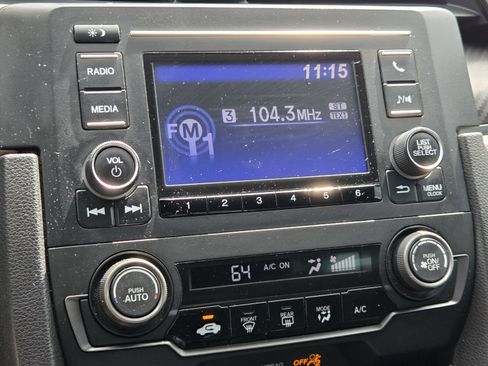 11:15
RADIO
3 104.3MHz ST
TEXT
MEDIA
FM1
LIST
PUSH
SELECT
VOL
MENU
CLOCK
1 2 3 4 5 6
64 A/C ON
PUSH
ON/
OFF
PUSH
AUTO
FRONT
REAR
MODE
A/C
OFF